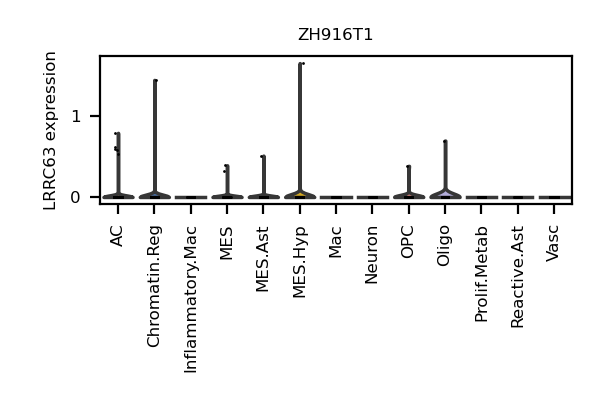 ZH916T1
LRRC63 expression
1
0
AC
Chromatin.Reg
Inflammatory.Mac
MES
MES.Ast
MES.Hyp
Mac
Neuron
OPC
Oligo
Prolif.Metab
Reactive.Ast
Vasc